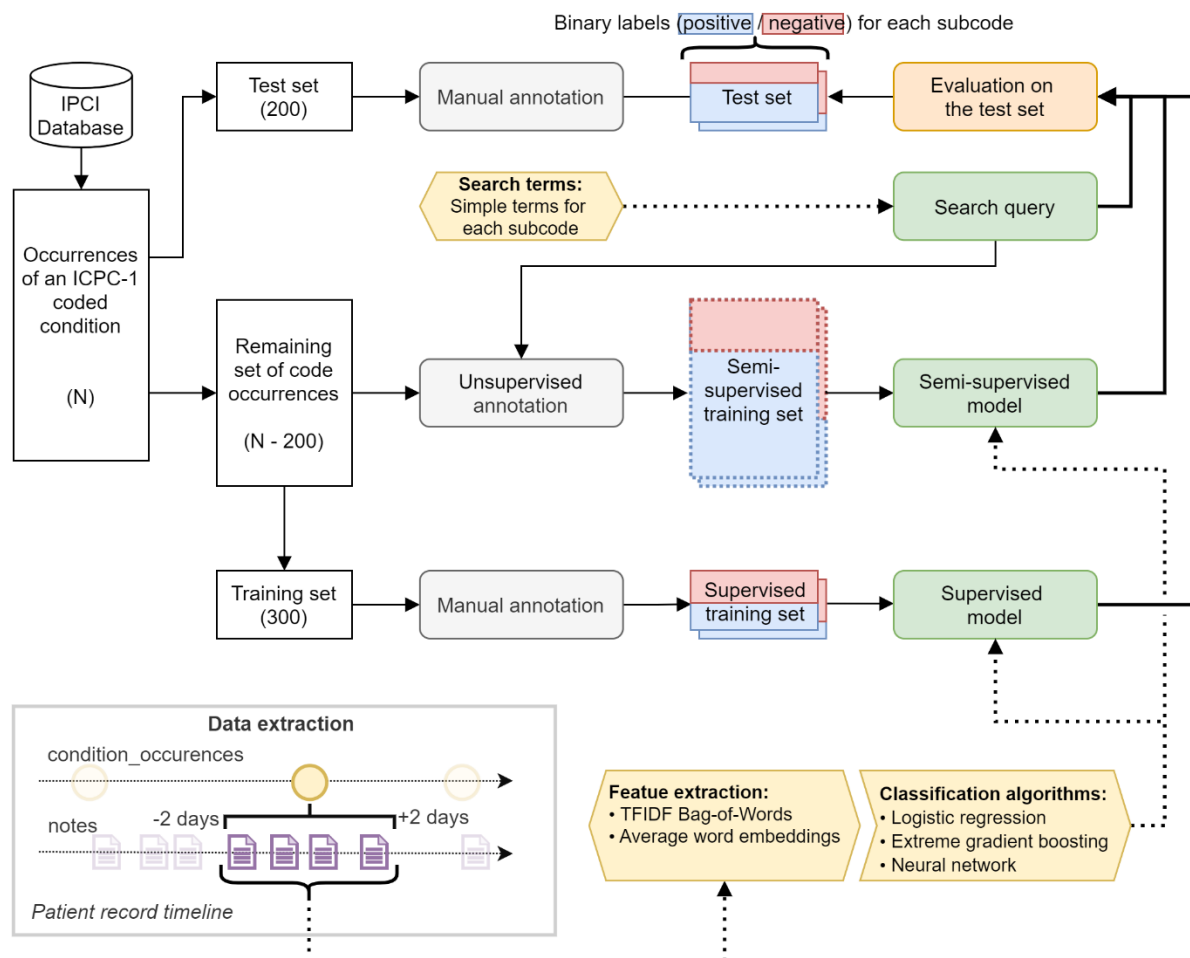 Binary labels (positive / negative) for each subcode
IPCI
Database
Test set
(200)
Manual annotation
Test set
Evaluation on
the test set
Search terms:
Simple terms for
each subcode
Search query
Occurrences
of an ICPC-1
coded
condition
(N)
Remaining
set of code
occurrences
(N - 200)
Unsupervised
annotation
Semi-
supervised
training set
Semi-supervised
model
Training set
(300)
Manual annotation
Supervised
training set
Supervised
model
Data extraction
condition_occurences
notes
-2 days
+2 days
Patient record timeline
Featue extraction:
• TFIDF Bag-of-Words
• Average word embeddings
Classification algorithms:
• Logistic regression
• Extreme gradient boosting
• Neural network